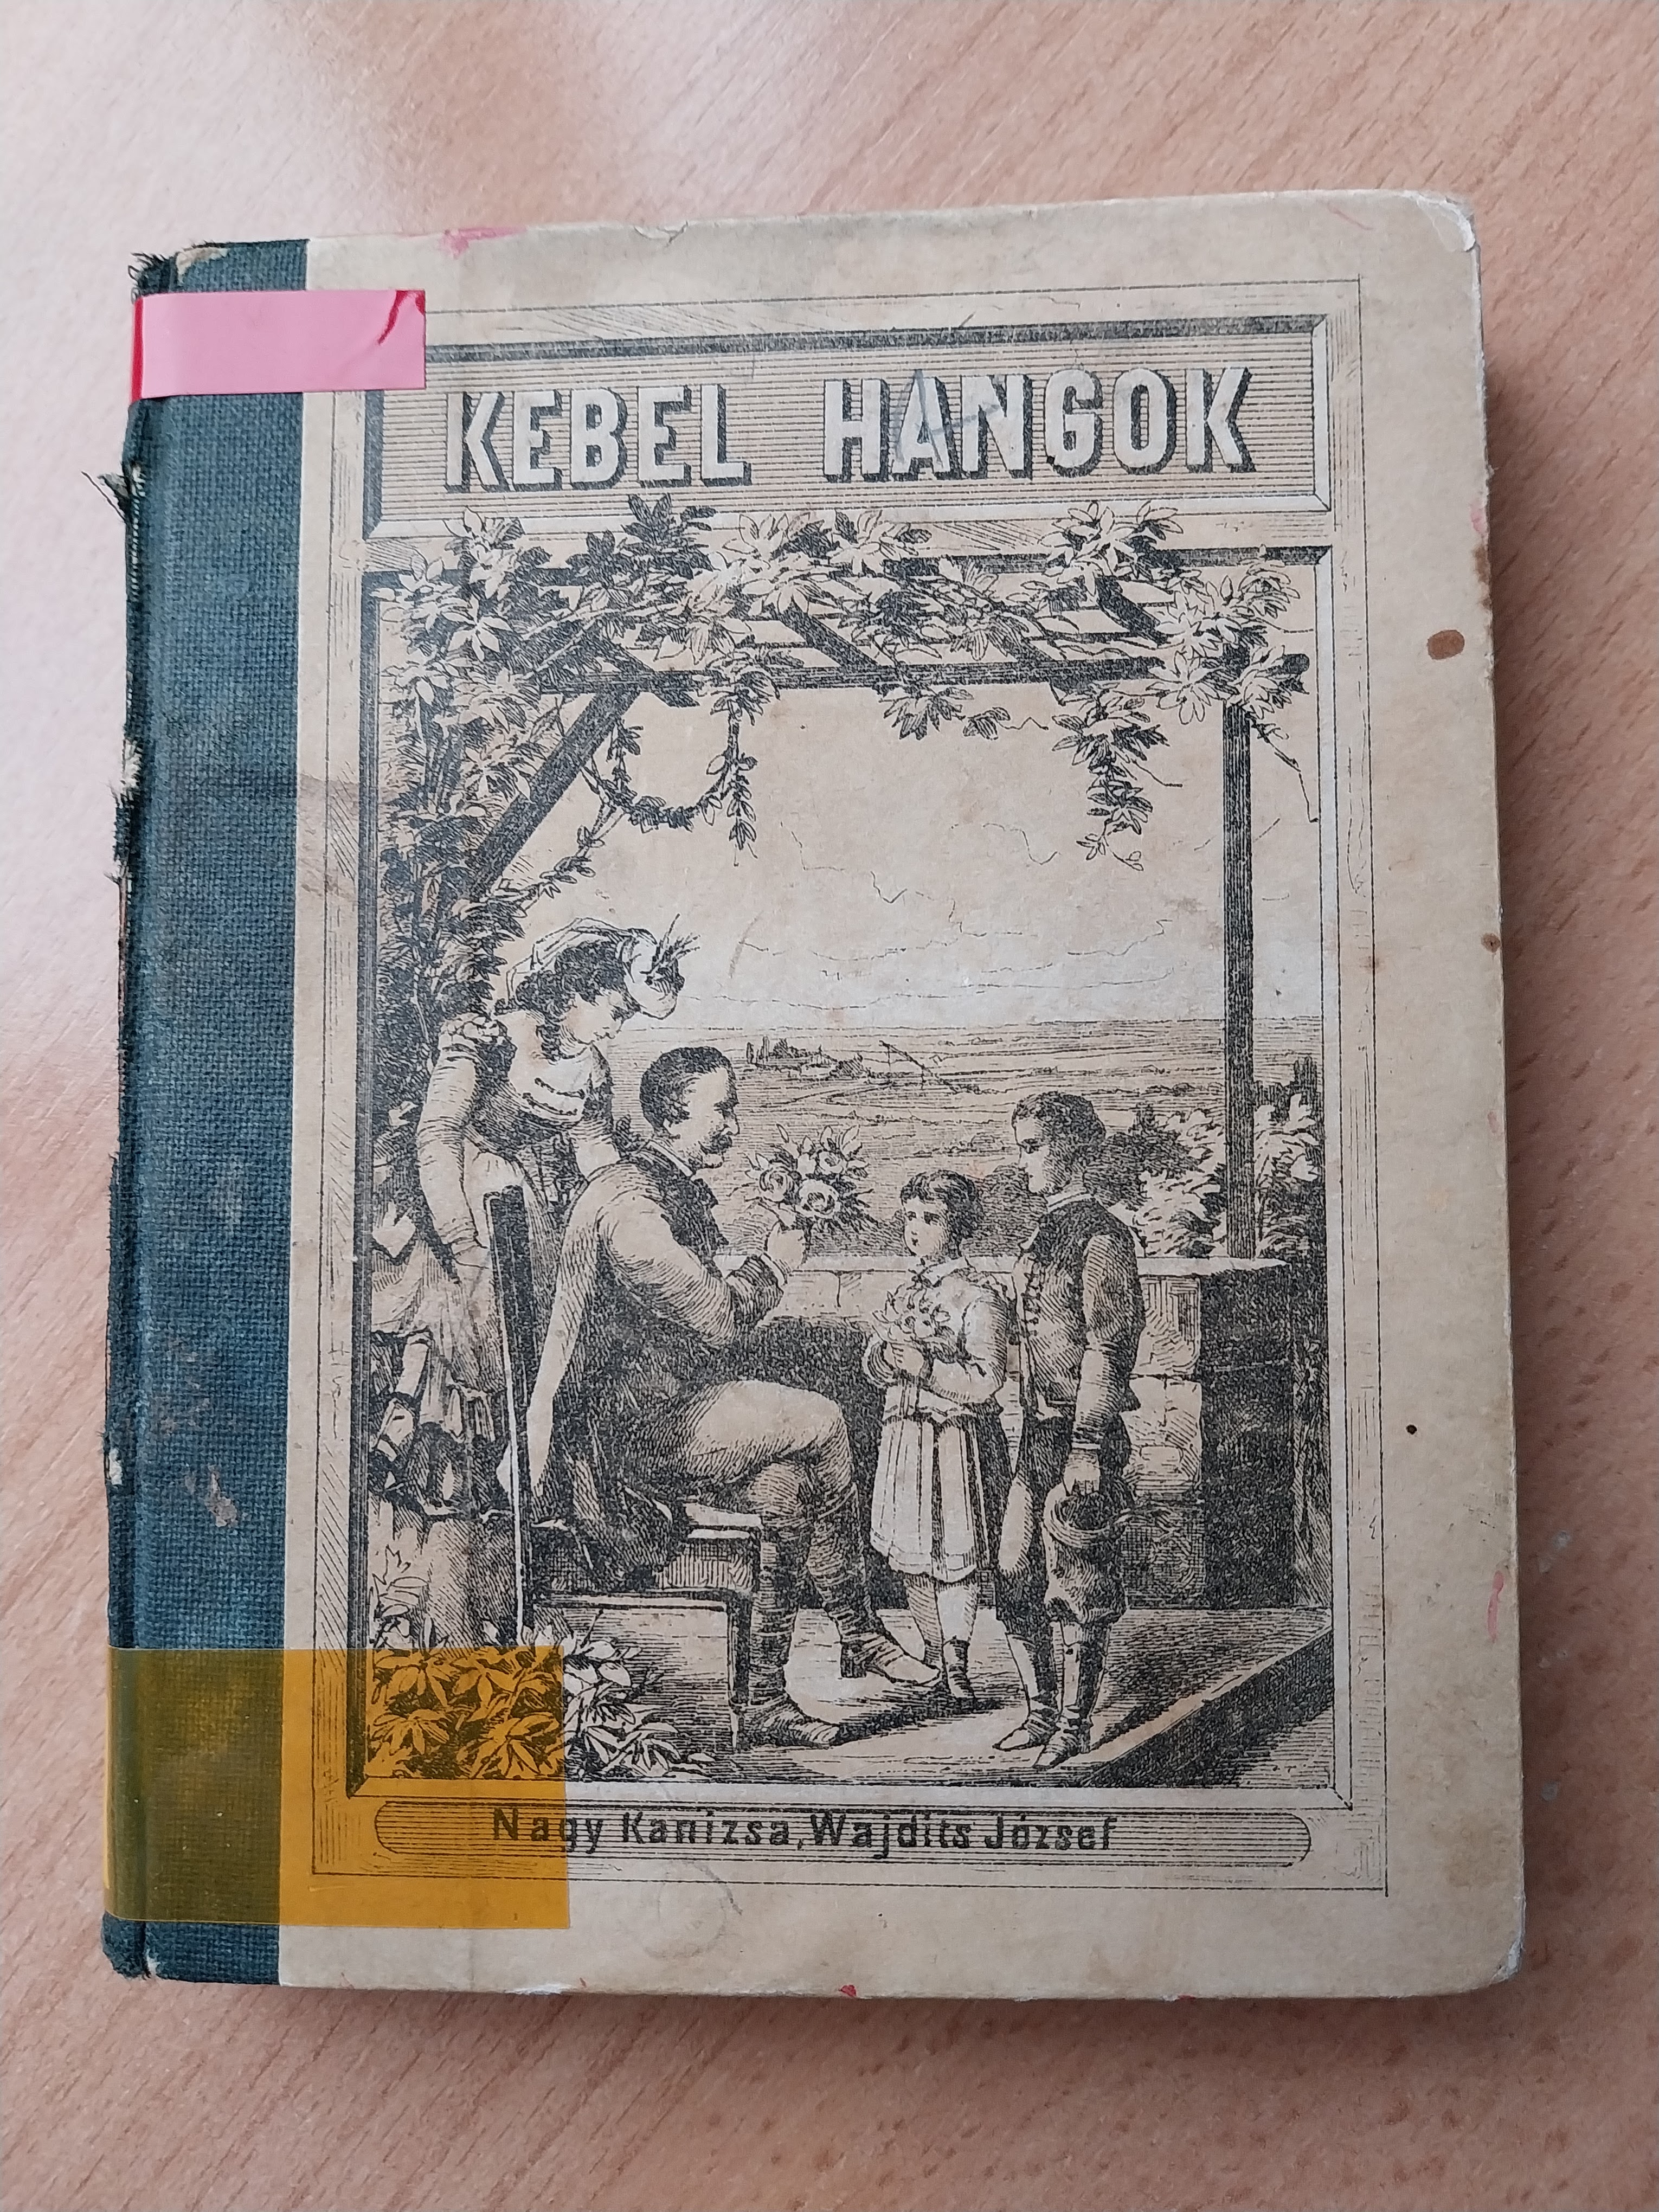 KEBEL HANGOK
Nagy Kanizsa, Wajdits József